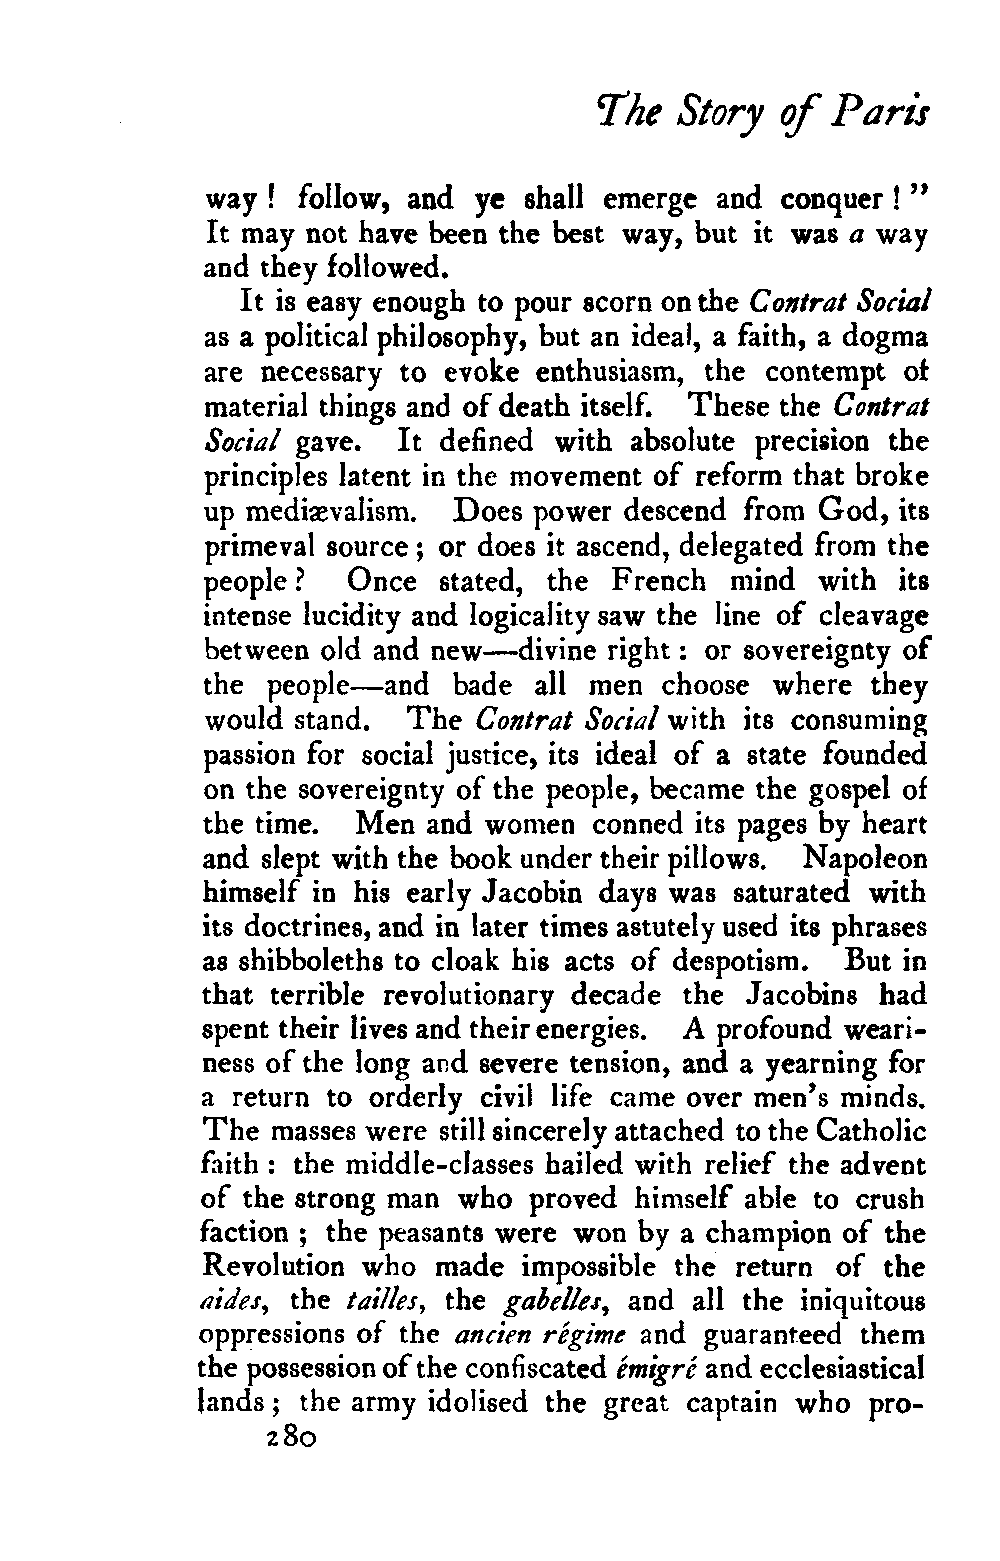 The Story of Paris
way ! follow, and ye shall emerge and conquer ! ”
It may not have been the best way, but it was a way
and they followed.
It is easy enough to pour scorn on the Contrat Social
as a political philosophy, but an ideal, a faith, a dogma
are necessary to evoke enthusiasm, the contempt of
material things and of death itself. These the Contrat
Social gave. It defined with absolute precision the
principles latent in the movement of reform that broke
up mediævalism. Does power descend from God, its
primeval source ; or does it ascend, delegated from the
people ? Once stated, the French mind with its
intense lucidity and logicality saw the line of cleavage
between old and new—divine right : or sovereignty of
the people—and bade all men choose where they
would stand. The Contrat Social with its consuming
passion for social justice, its ideal of a state founded
on the sovereignty of the people, became the gospel of
the time. Men and women conned its pages by heart
and slept with the book under their pillows. Napoleon
himself in his early Jacobin days was saturated with
its doctrines, and in later times astutely used its phrases
as shibboleths to cloak his acts of despotism. But in
that terrible revolutionary decade the Jacobins had
spent their lives and their energies. A profound weari-
ness of the long and severe tension, and a yearning for
a return to orderly civil life came over men’s minds.
The masses were still sincerely attached to the Catholic
faith : the middle-classes hailed with relief the advent
of the strong man who proved himself able to crush
faction ; the peasants were won by a champion of the
Revolution who made impossible the return of the
aides, the tailles, the gabelles, and all the iniquitous
oppressions of the ancien régime and guaranteed them
the possession of the confiscated émigré and ecclesiastical
lands ; the army idolised the great captain who pro-
280